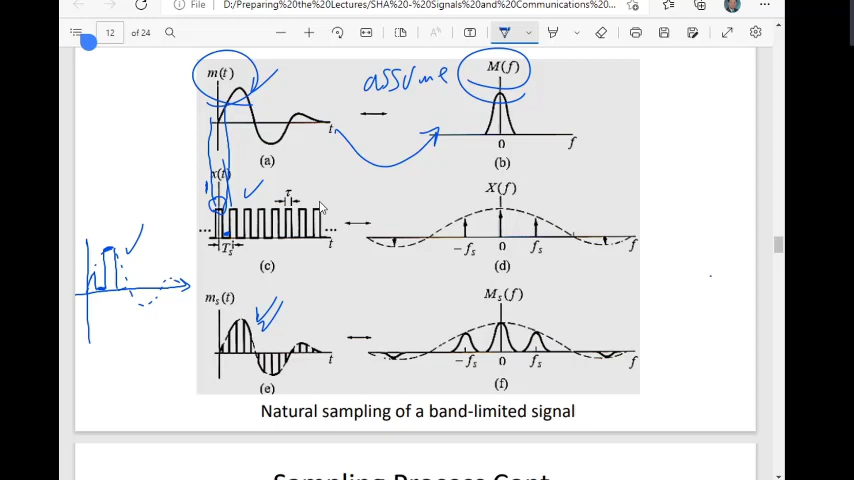 File | D:/Preparing%20the%20Lectures/SHA%20-%20Signals%20and%20Communications%20...
12 of 24
m(t) assume M(f)
t 0 f
(a) (b)
x(t) τ X(f)
... ... t f
Ts −fs 0 fs
(c) (d)
ms(t) Ms(f)
t −fs 0 fs f
(e) (f)
Natural sampling of a band-limited signal
Sampling Process Cont